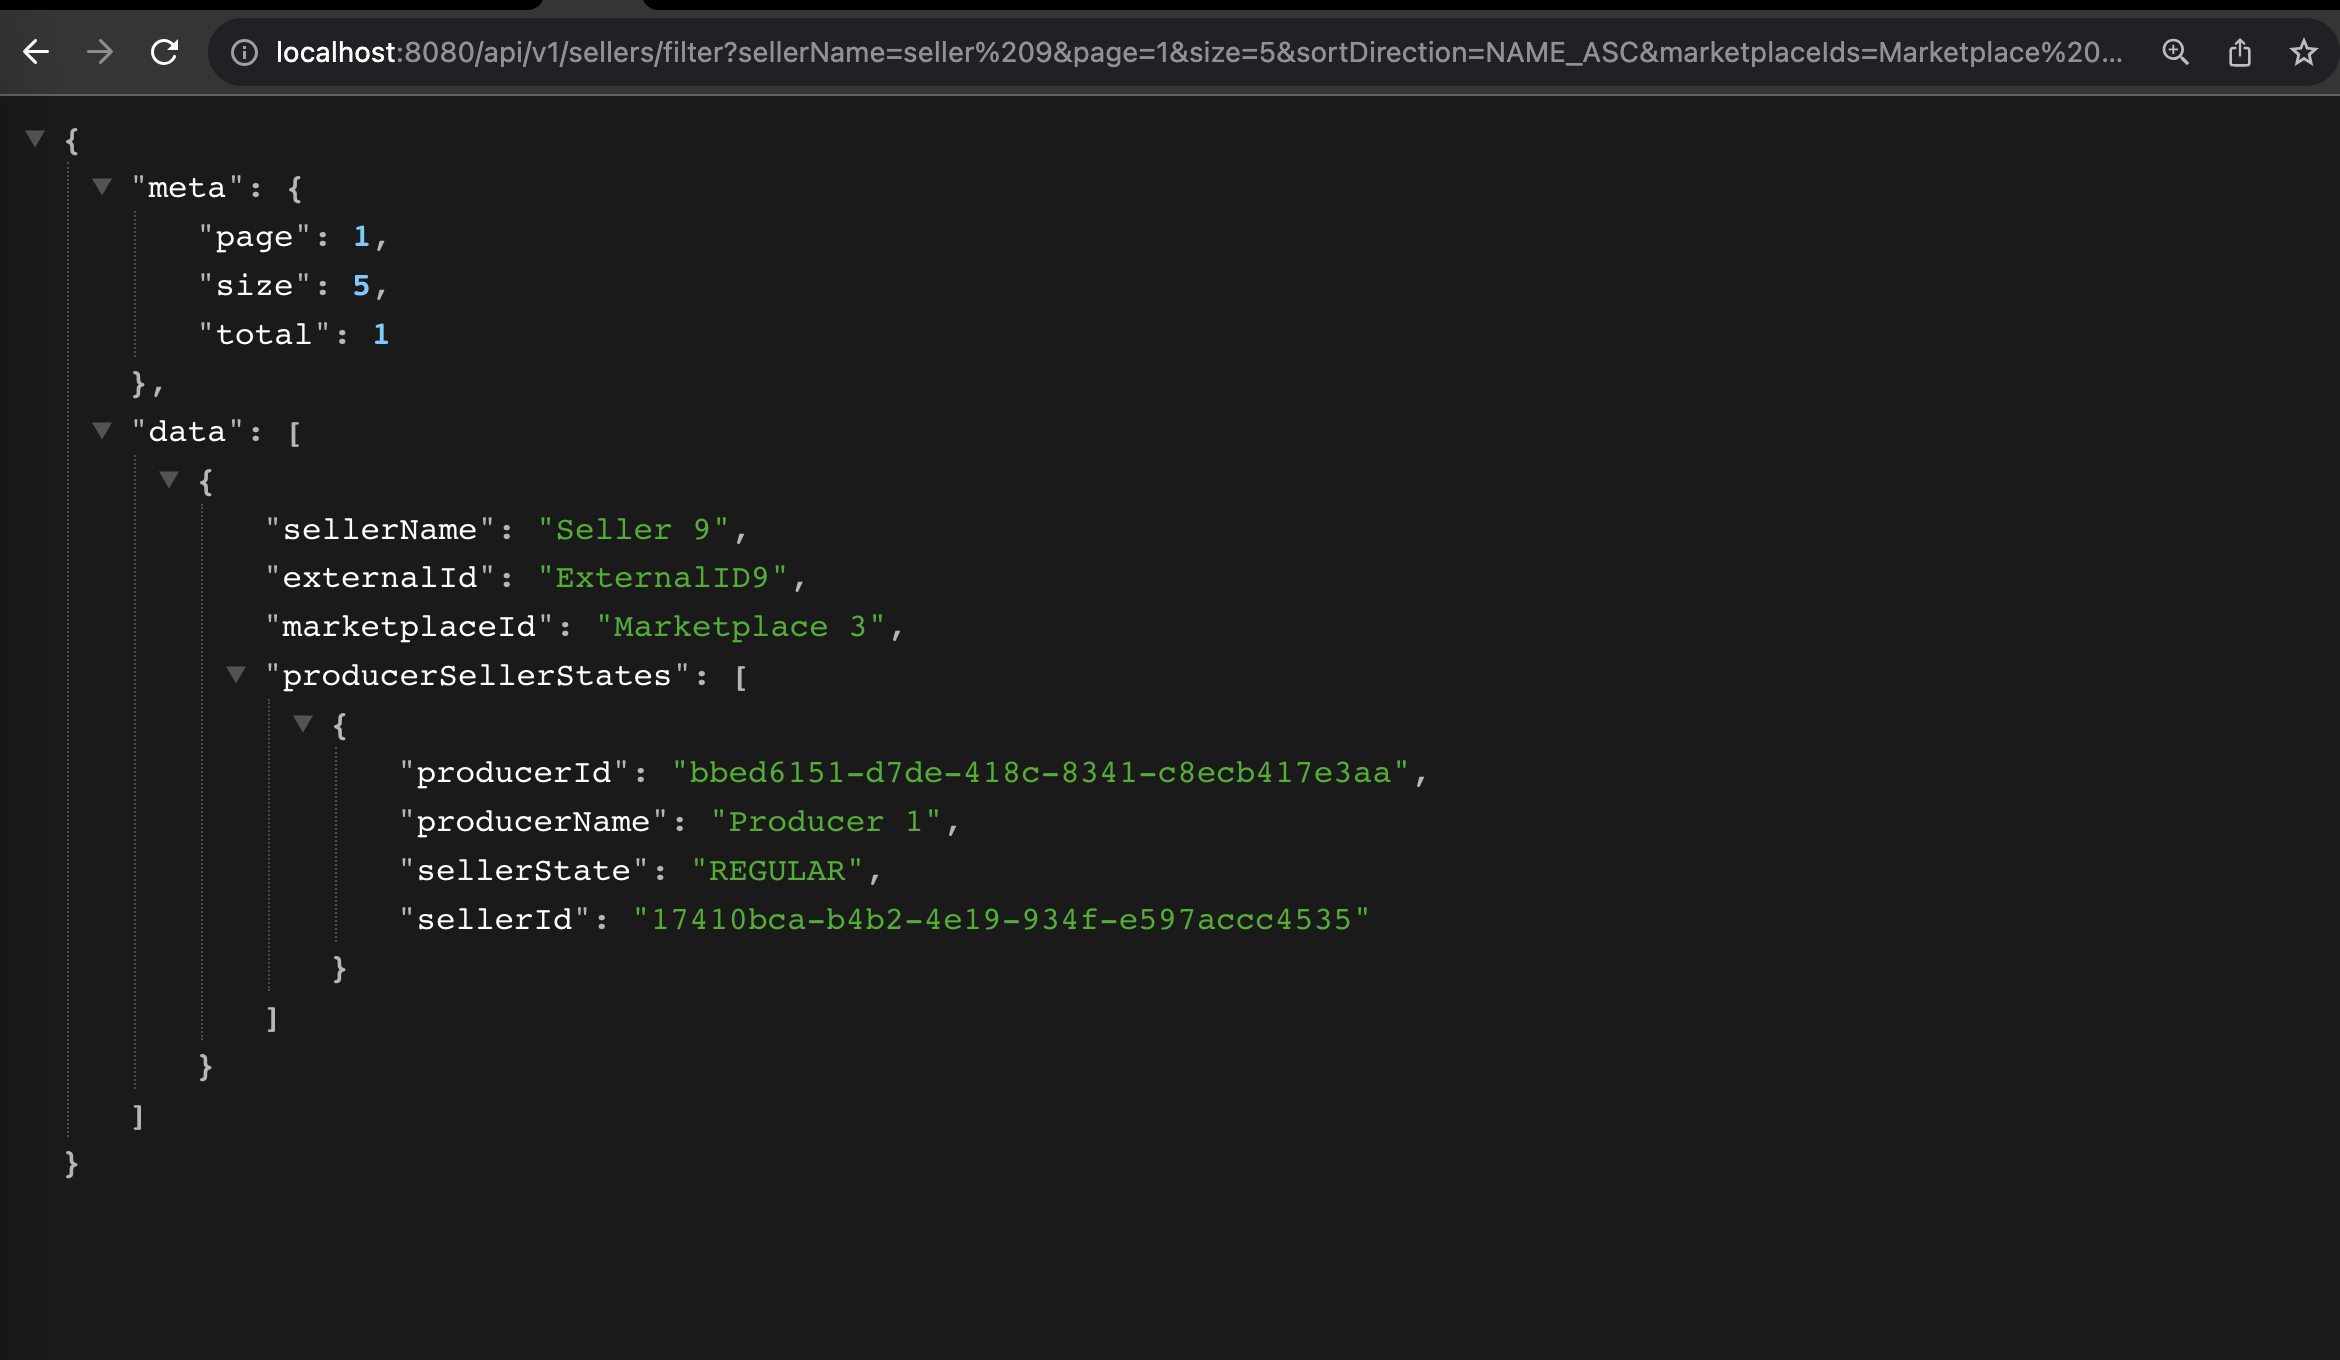 localhost:8080/api/v1/sellers/filter?sellerName=seller%209&page=1&size=5&sortDirection=NAME_ASC&marketplaceIds=Marketplace%20...
{
"meta": {
"page": 1,
"size": 5,
"total": 1
},
"data": [
{
"sellerName": "Seller 9",
"externalId": "ExternalID9",
"marketplaceId": "Marketplace 3",
"producerSellerStates": [
{
"producerId": "bbed6151-d7de-418c-8341-c8ecb417e3aa",
"producerName": "Producer 1",
"sellerState": "REGULAR",
"sellerId": "17410bca-b4b2-4e19-934f-e597accc4535"
}
]
}
]
}